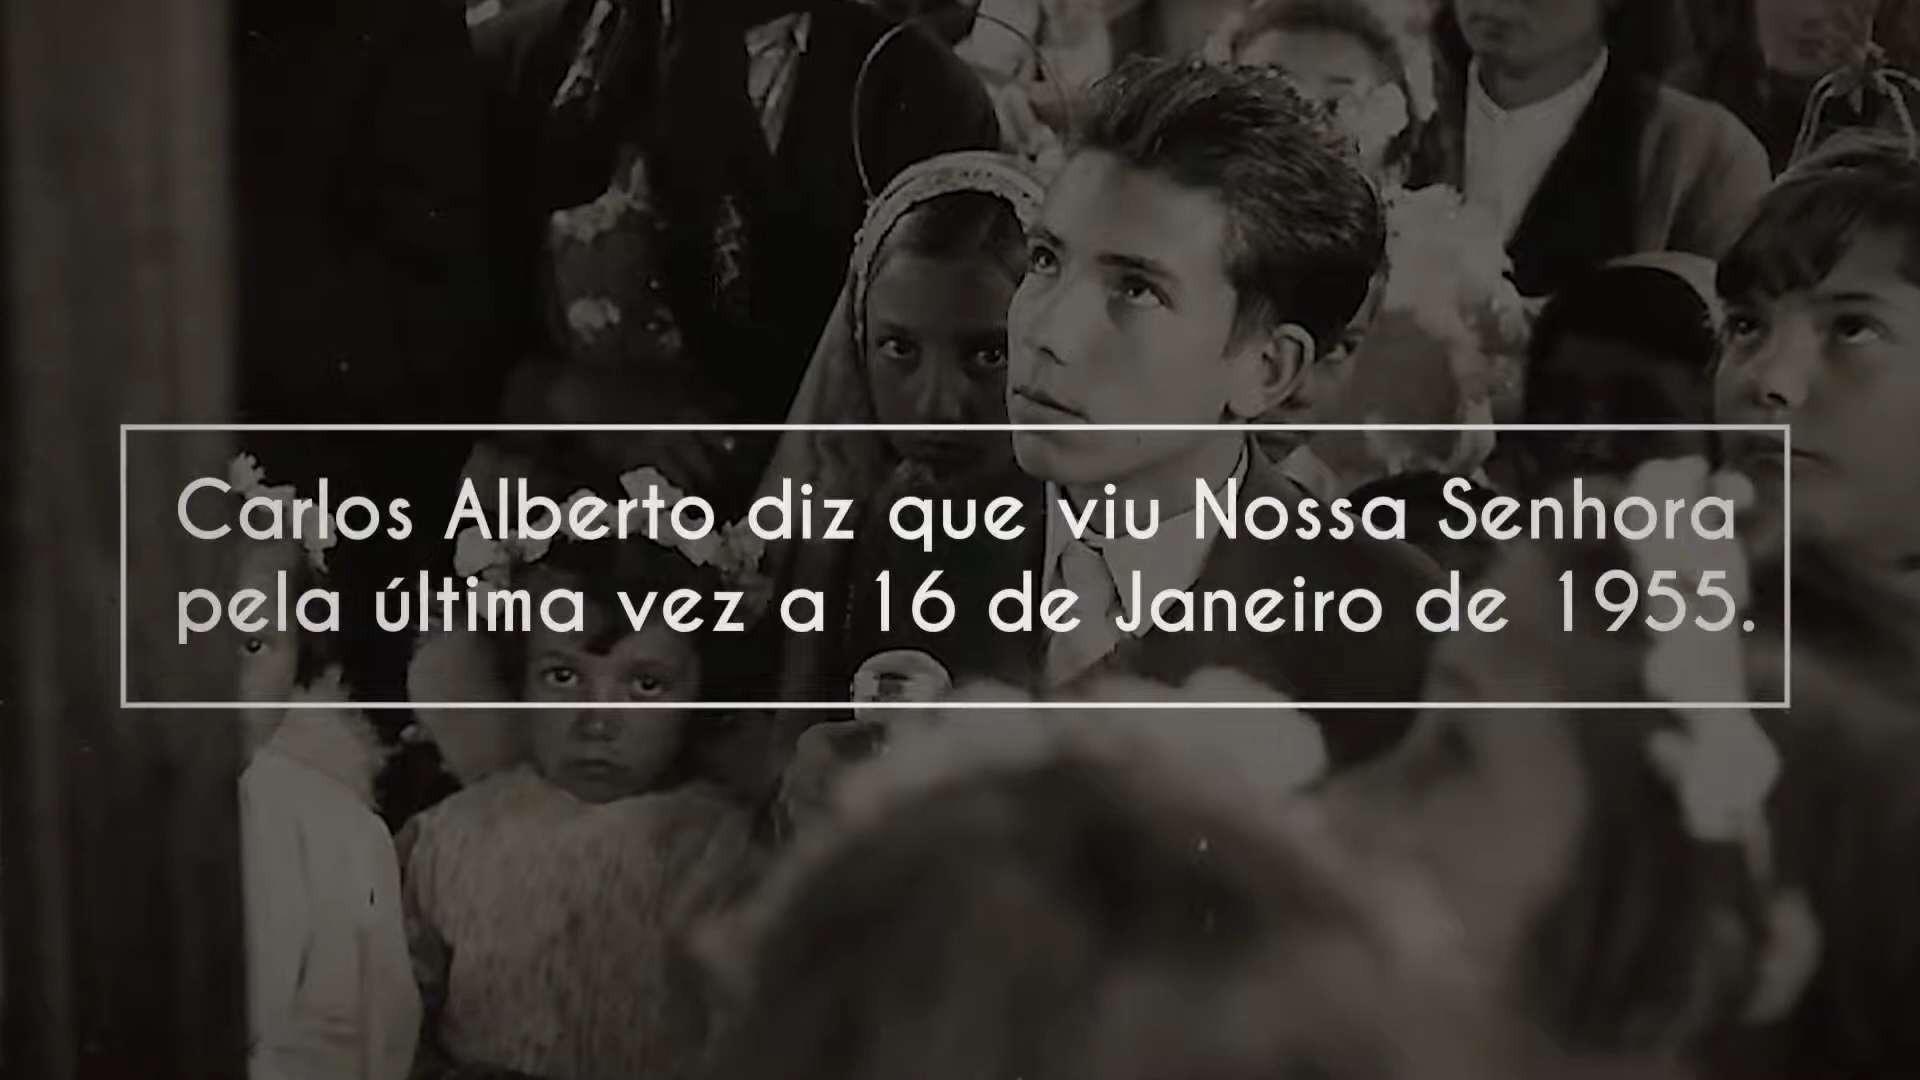 Carlos Alberto diz que viu Nossa Senhora
pela última vez a 16 de Janeiro de 1955.